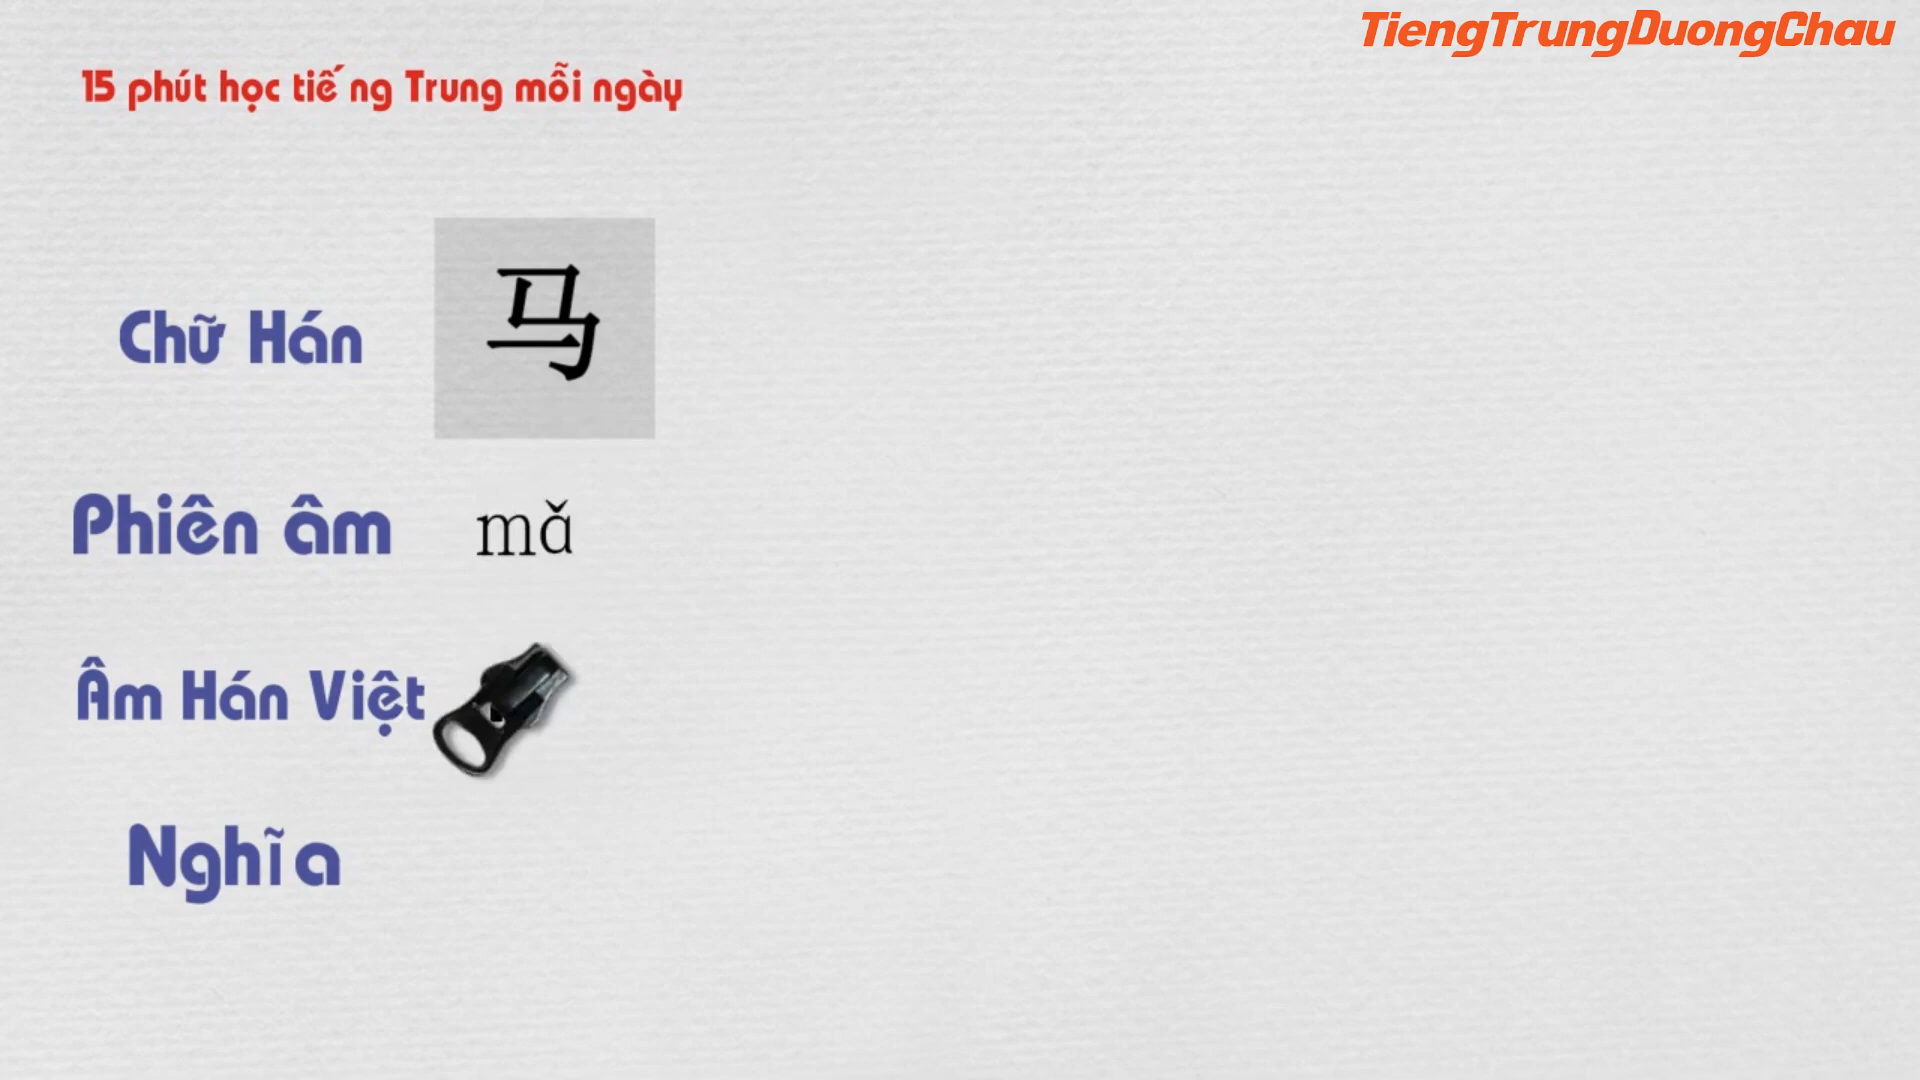 TiengTrungDuongChau
15 phút học tiếng Trung mỗi ngày
Chữ Hán 马
Phiên âm mǎ
Âm Hán Việt
Nghĩa